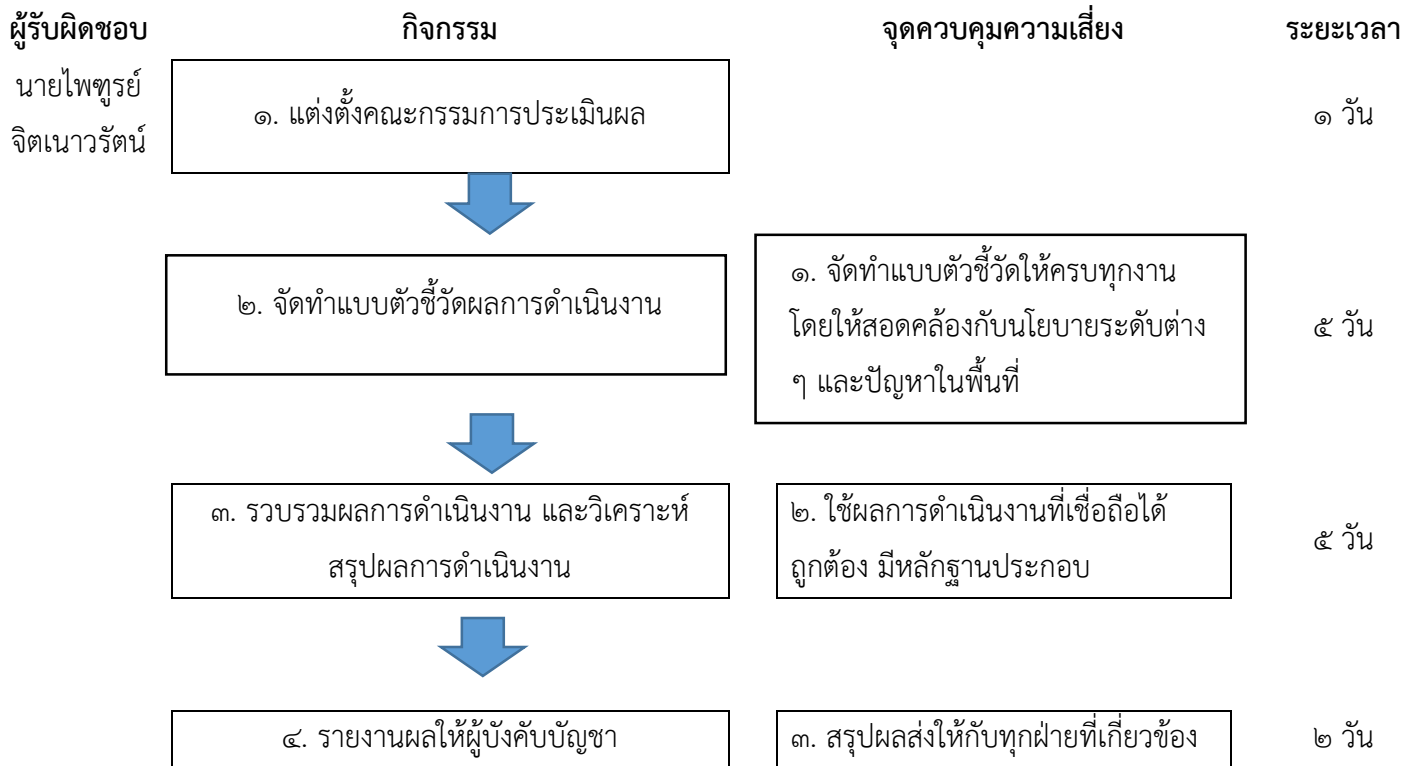 ผู้รับผิดชอบ กิจกรรม จุดควบคุมความเสี่ยง ระยะเวลา
นายไพฑูรย์
จิตเนาวรัตน์
๑. แต่งตั้งคณะกรรมการประเมินผล
๑ วัน
๒. จัดทำแบบตัวชี้วัดผลการดำเนินงาน
๑. จัดทำแบบตัวชี้วัดให้ครบทุกงาน
โดยให้สอดคล้องกับนโยบายระดับต่าง
ๆ และปัญหาในพื้นที่
๕ วัน
๓. รวบรวมผลการดำเนินงาน และวิเคราะห์
สรุปผลการดำเนินงาน
๒. ใช้ผลการดำเนินงานที่เชื่อถือได้
ถูกต้อง มีหลักฐานประกอบ
๕ วัน
๔. รายงานผลให้ผู้บังคับบัญชา
๓. สรุปผลส่งให้กับทุกฝ่ายที่เกี่ยวข้อง
๒ วัน